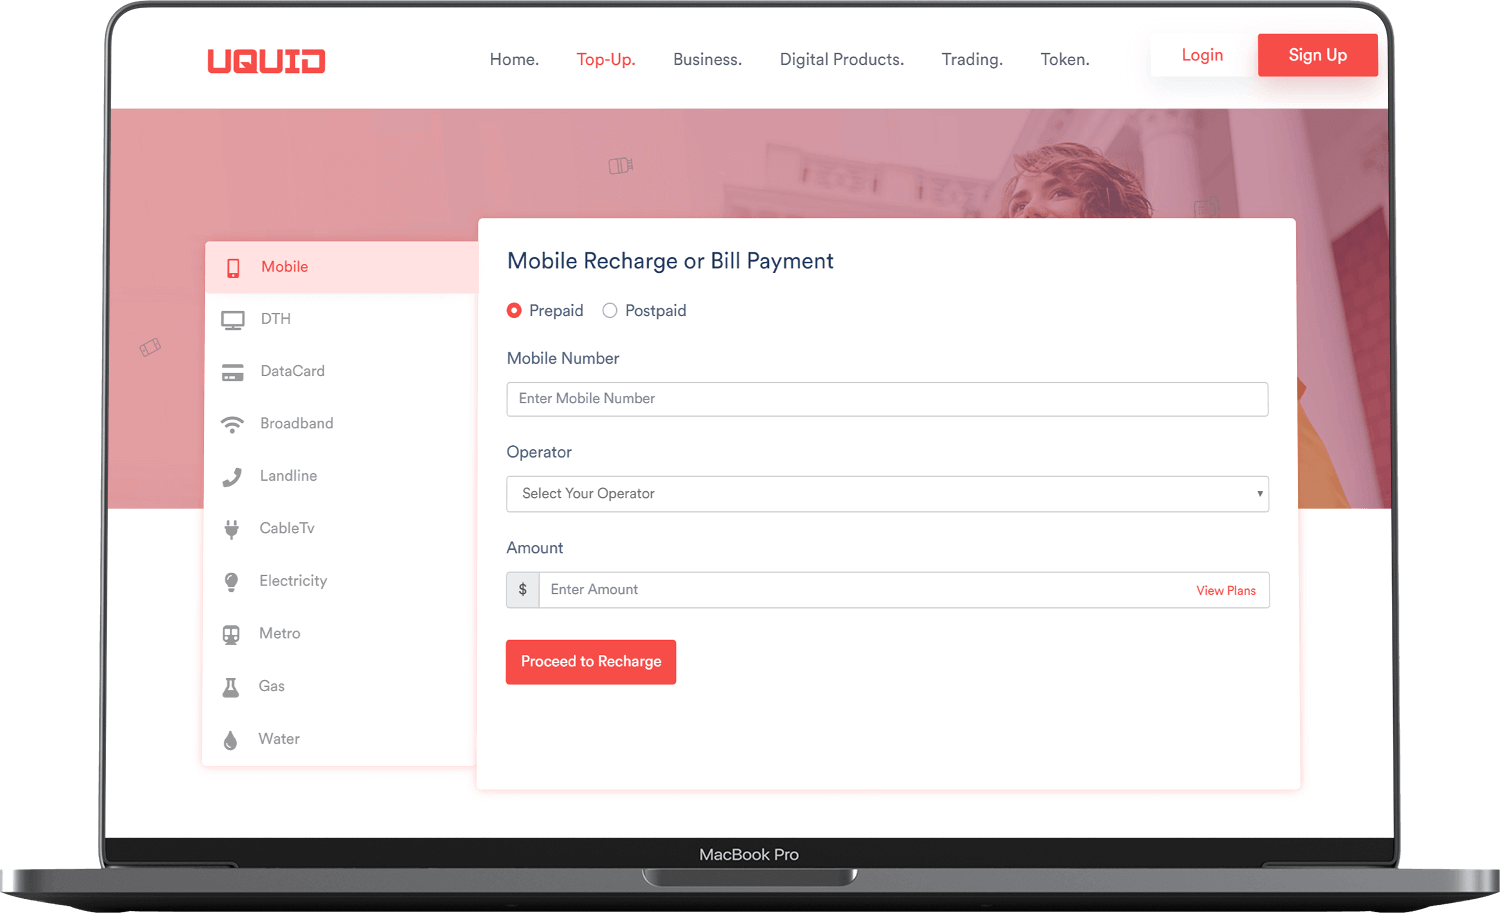 UQUID
Home. Top-Up. Business. Digital Products. Trading. Token. Login Sign Up
Mobile
DTH
DataCard
Broadband
Landline
CableTv
Electricity
Metro
Gas
Water
Mobile Recharge or Bill Payment
Prepaid Postpaid
Mobile Number
Enter Mobile Number
Operator
Select Your Operator
Amount
$ Enter Amount View Plans
Proceed to Recharge
MacBook Pro